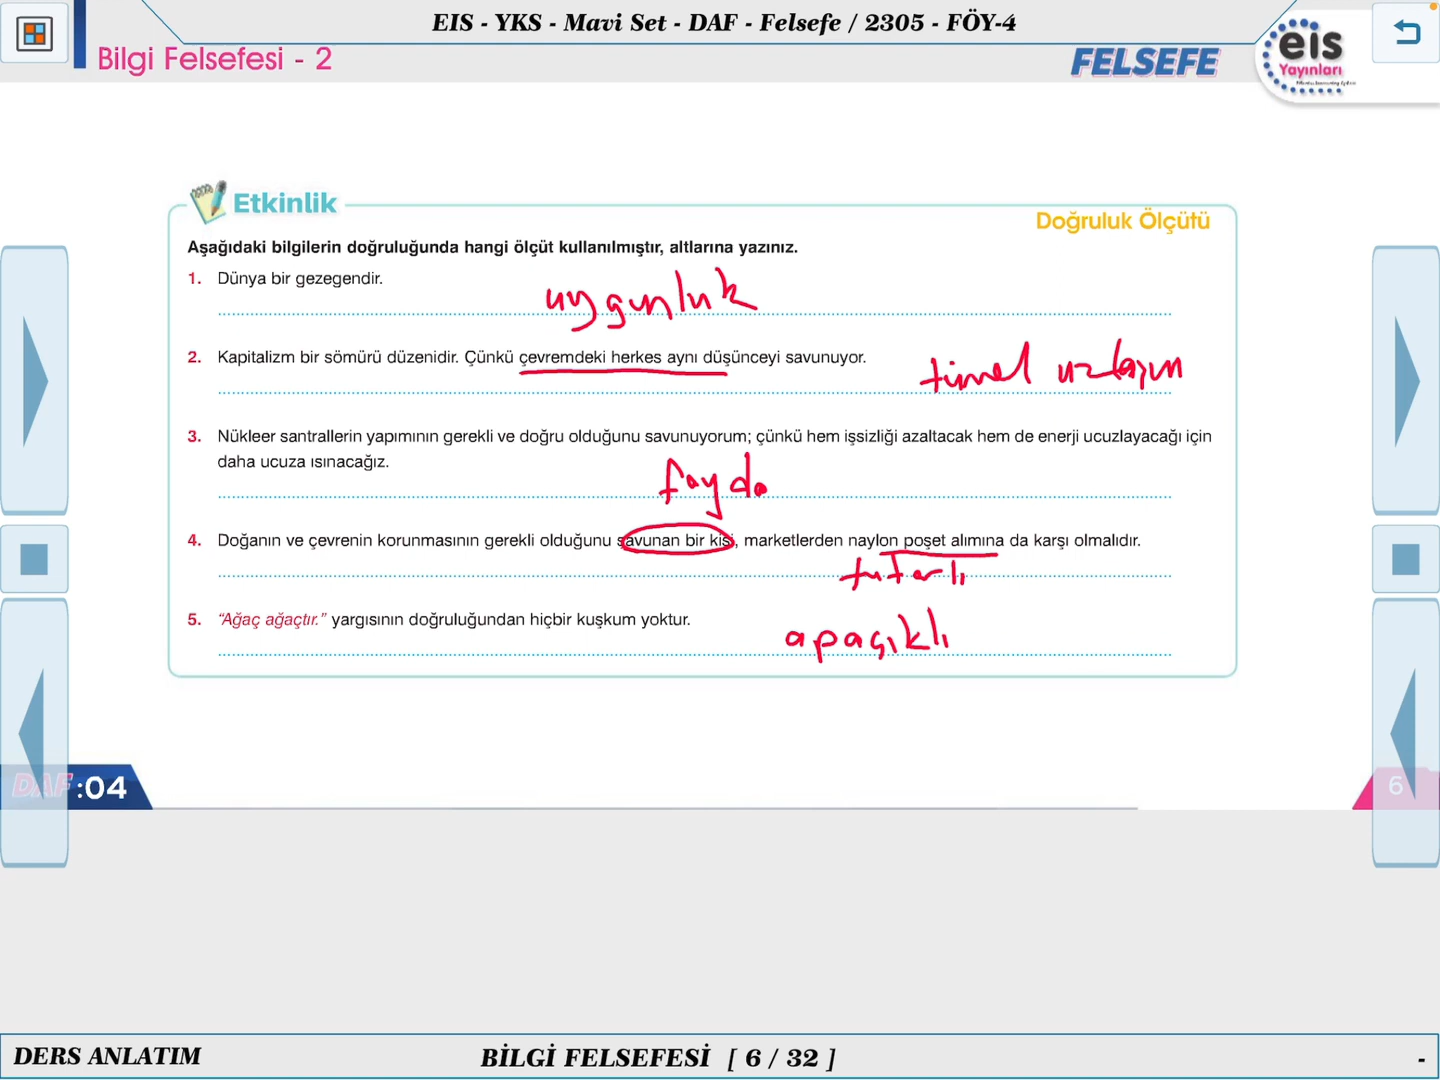 EIS - YKS - Mavi Set - DAF - Felsefe / 2305 - FÖY-4
Bilgi Felsefesi - 2
FELSEFE
eis
Yayınları
Etkinlik
Doğruluk Ölçütü
Aşağıdaki bilgilerin doğruluğunda hangi ölçüt kullanılmıştır, altlarına yazınız.
1. Dünya bir gezegendir.
uygunluk
2. Kapitalizm bir sömürü düzenidir. Çünkü çevremdeki herkes aynı düşünceyi savunuyor.
tümel uzlaşım
3. Nükleer santrallerin yapımının gerekli ve doğru olduğunu savunuyorum; çünkü hem işsizliği azaltacak hem de enerji ucuzlayacağı için
daha ucuza ısınacağız.
fayda
4. Doğanın ve çevrenin korunmasının gerekli olduğunu savunan bir kişi, marketlerden naylon poşet alımına da karşı olmalıdır.
tutarlı
5. “Ağaç ağaçtır.” yargısının doğruluğundan hiçbir kuşkum yoktur.
apaçıklı
DAF :04
6
DERS ANLATIM
BİLGİ FELSEFESİ [ 6 / 32 ]
-